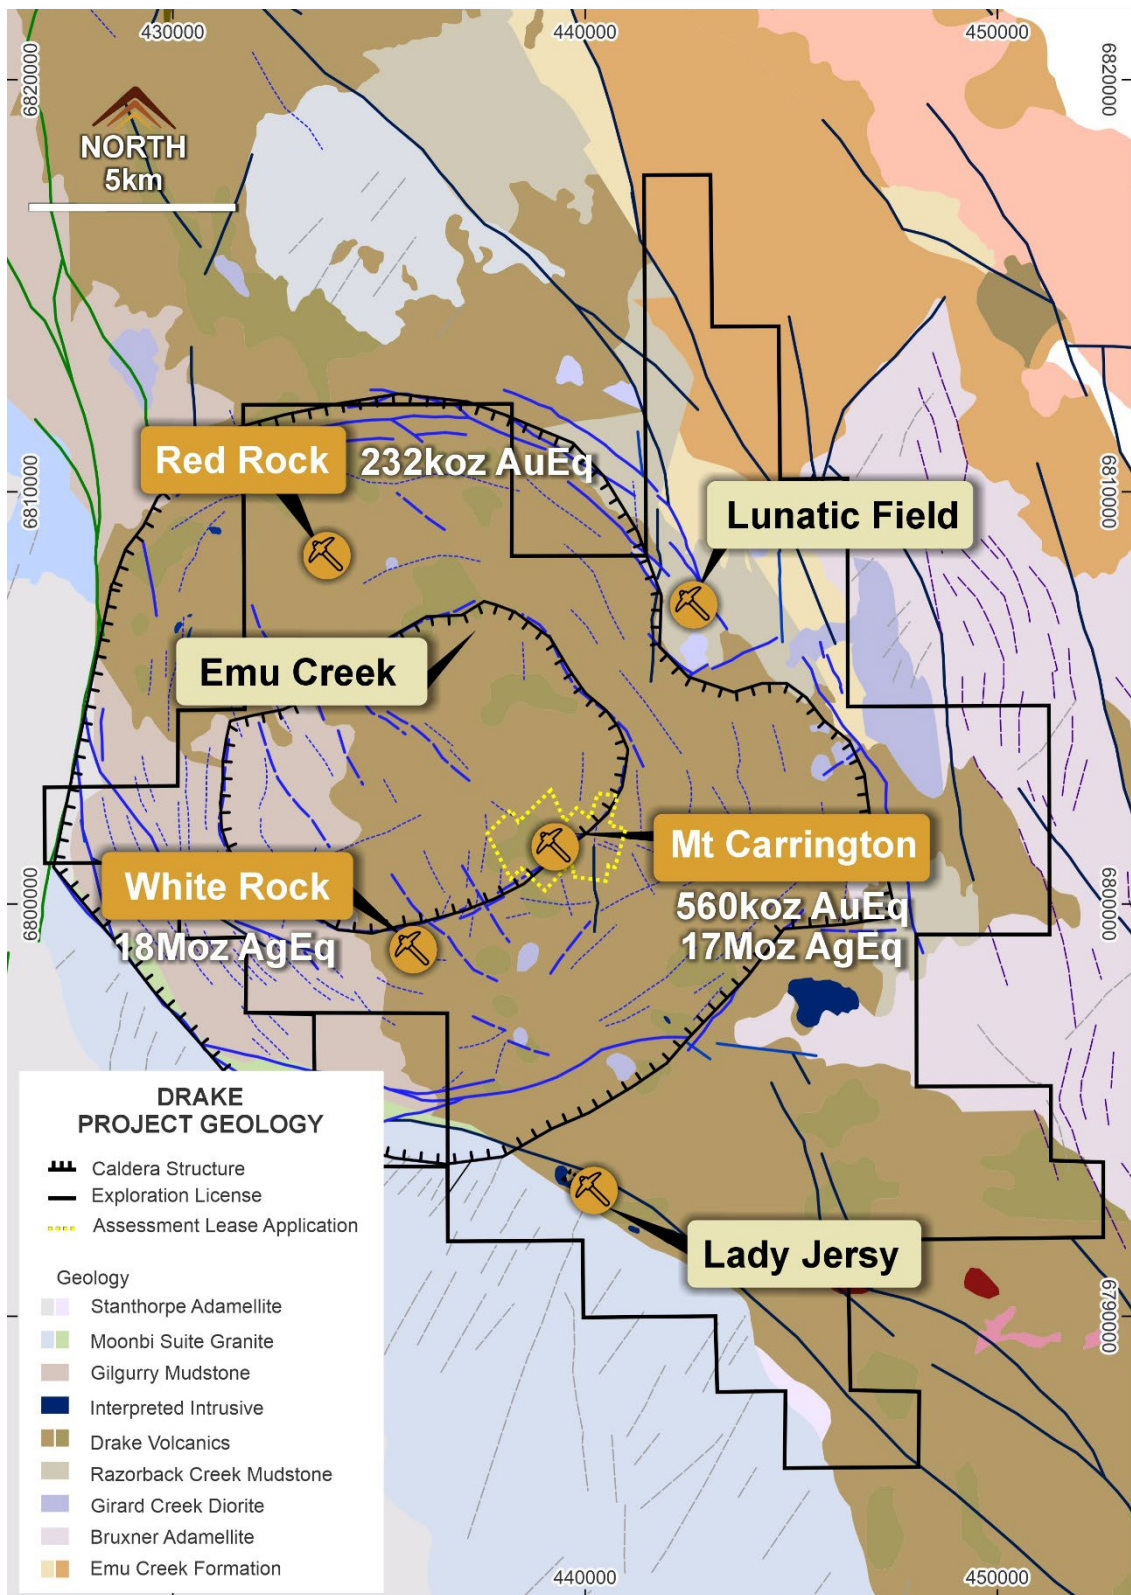 430000
440000
450000
6820000
6820000
NORTH
5km
Red Rock
232koz AuEq
6810000
6810000
Lunatic Field
Emu Creek
Mt Carrington
560koz AuEq
17Moz AgEq
White Rock
18Moz AgEq
6800000
6800000
DRAKE
PROJECT GEOLOGY
Caldera Structure
Exploration License
Assessment Lease Application
Geology
Stanthorpe Adamellite
Moonbi Suite Granite
Gilgurry Mudstone
Interpreted Intrusive
Drake Volcanics
Razorback Creek Mudstone
Girard Creek Diorite
Bruxner Adamellite
Emu Creek Formation
Lady Jersy
6790000
440000
450000